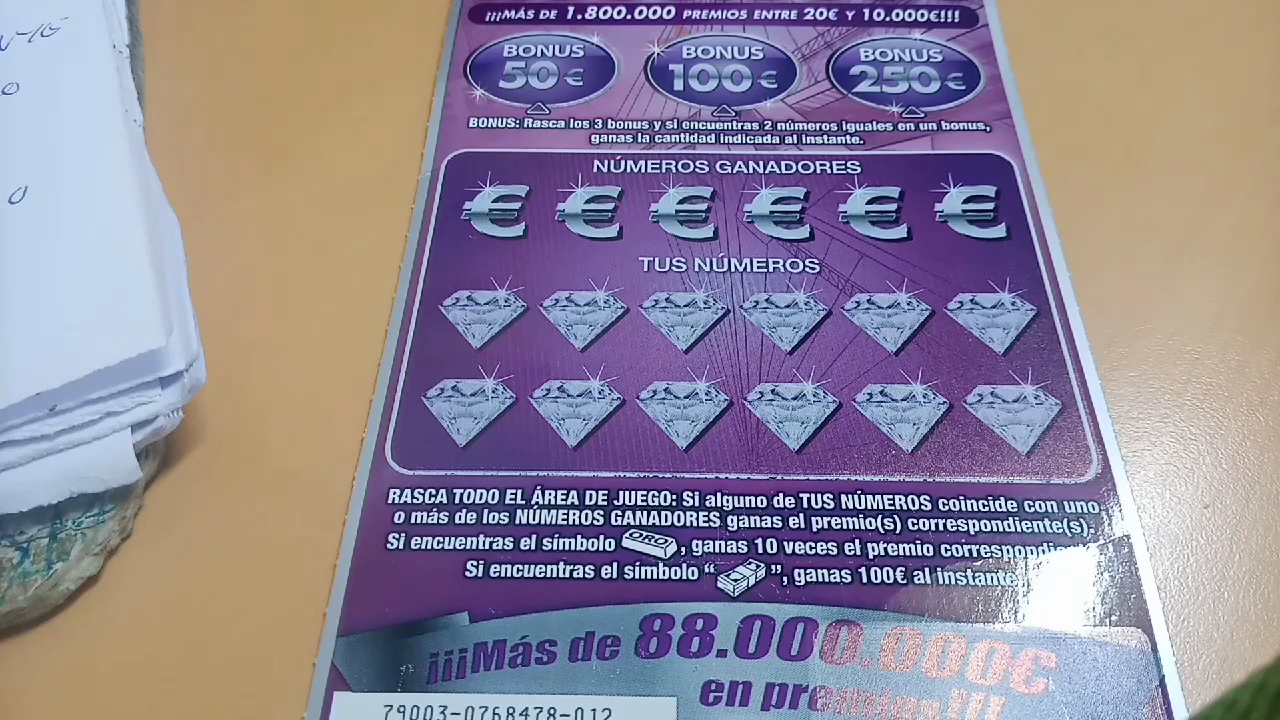 ¡¡¡MÁS DE 1.800.000 PREMIOS ENTRE 20€ Y 10.000€!!!
BONUS 50€
BONUS 100€
BONUS 250€
BONUS: Rasca los 3 bonus y si encuentras 2 números iguales en un bonus,
ganas la cantidad indicada al instante.
NÚMEROS GANADORES
€ € € € € €
TUS NÚMEROS
RASCA TODO EL ÁREA DE JUEGO: Si alguno de TUS NÚMEROS coincide con uno
o más de los NÚMEROS GANADORES ganas el premio(s) correspondiente(s).
Si encuentras el símbolo ORO, ganas 10 veces el premio
Si encuentras el símbolo “ ”, ganas 100€ al instante
¡¡¡Más de 88.000.000€
en premios!!!
79003-0768478-012